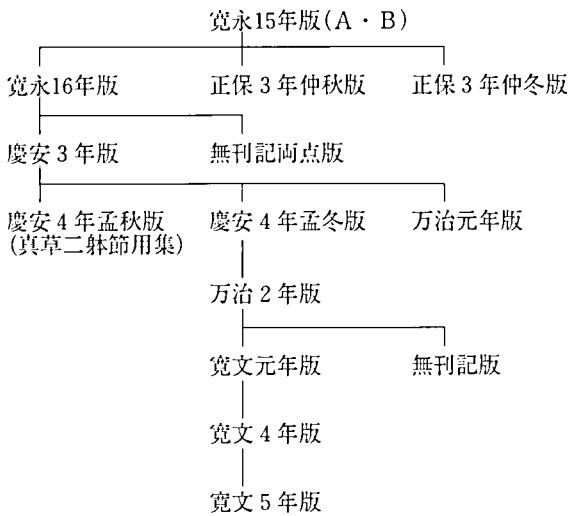 寛永15年版(A・B)
寛永16年版 正保3年仲秋版 正保3年仲冬版
慶安3年版 無刊記両点版
慶安4年孟秋版 慶安4年孟冬版 万治元年版
(真草二躰節用集)
万治2年版
寛文元年版 無刊記版
寛文4年版
寛文5年版